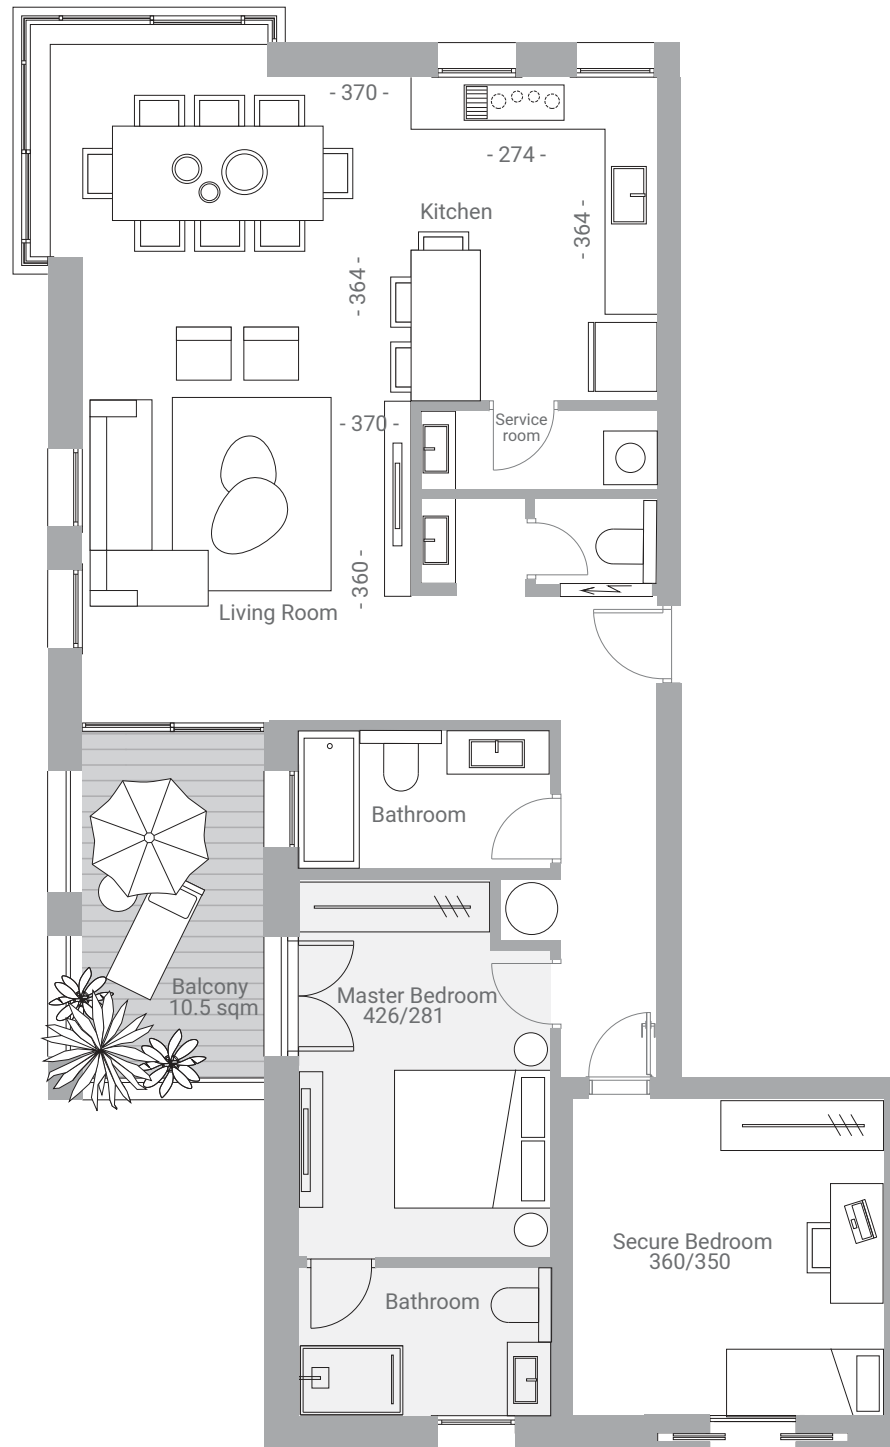 - 370 -
- 274 -
Kitchen
- 364 -
- 364 -
- 370 -
Service
room
- 360 -
Living Room
Bathroom
Balcony
10.5 sqm
Master Bedroom
426/281
Secure Bedroom
360/350
Bathroom